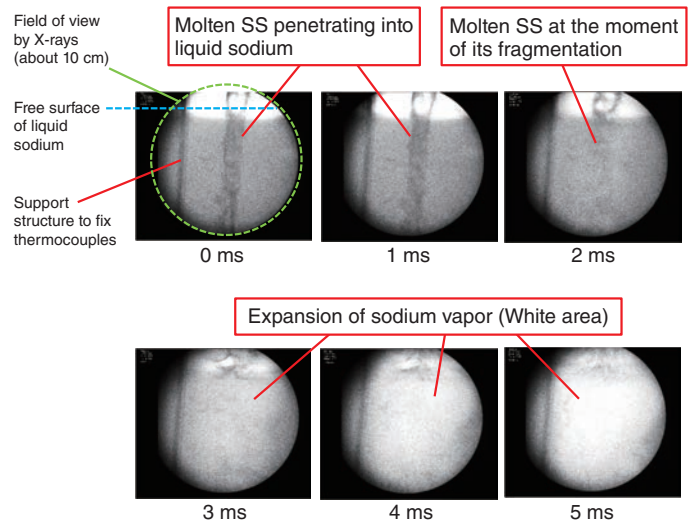 Field of view
by X-rays
(about 10 cm)
Molten SS penetrating into
liquid sodium
Molten SS at the moment
of its fragmentation
Free surface
of liquid
sodium
Support
structure to fix
thermocouples
0 ms
1 ms
2 ms
Expansion of sodium vapor (White area)
3 ms
4 ms
5 ms